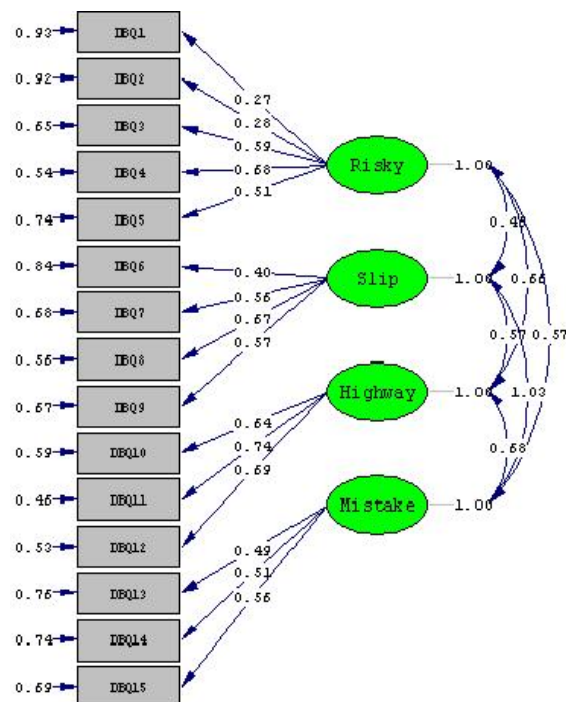 0.93 DBQ1
0.92 DBQ2
0.27
0.28
0.65 DBQ3
0.59
0.54 DBQ4
0.68
Risky 1.00
0.51
0.74 DBQ5
0.84 DBQ6
0.40
Slip 1.00
0.66
0.68 DBQ7
0.56
0.67
0.57
0.57
0.57
0.56 DBQ8
0.67 DBQ9
Highway 1.00
1.03
0.64
0.59 DBQ10
0.74
0.69
0.68
0.46 DBQ11
Mistake 1.00
0.53 DBQ12
0.49
0.51
0.56
0.76 DBQ13
0.74 DBQ14
0.69 DBQ15